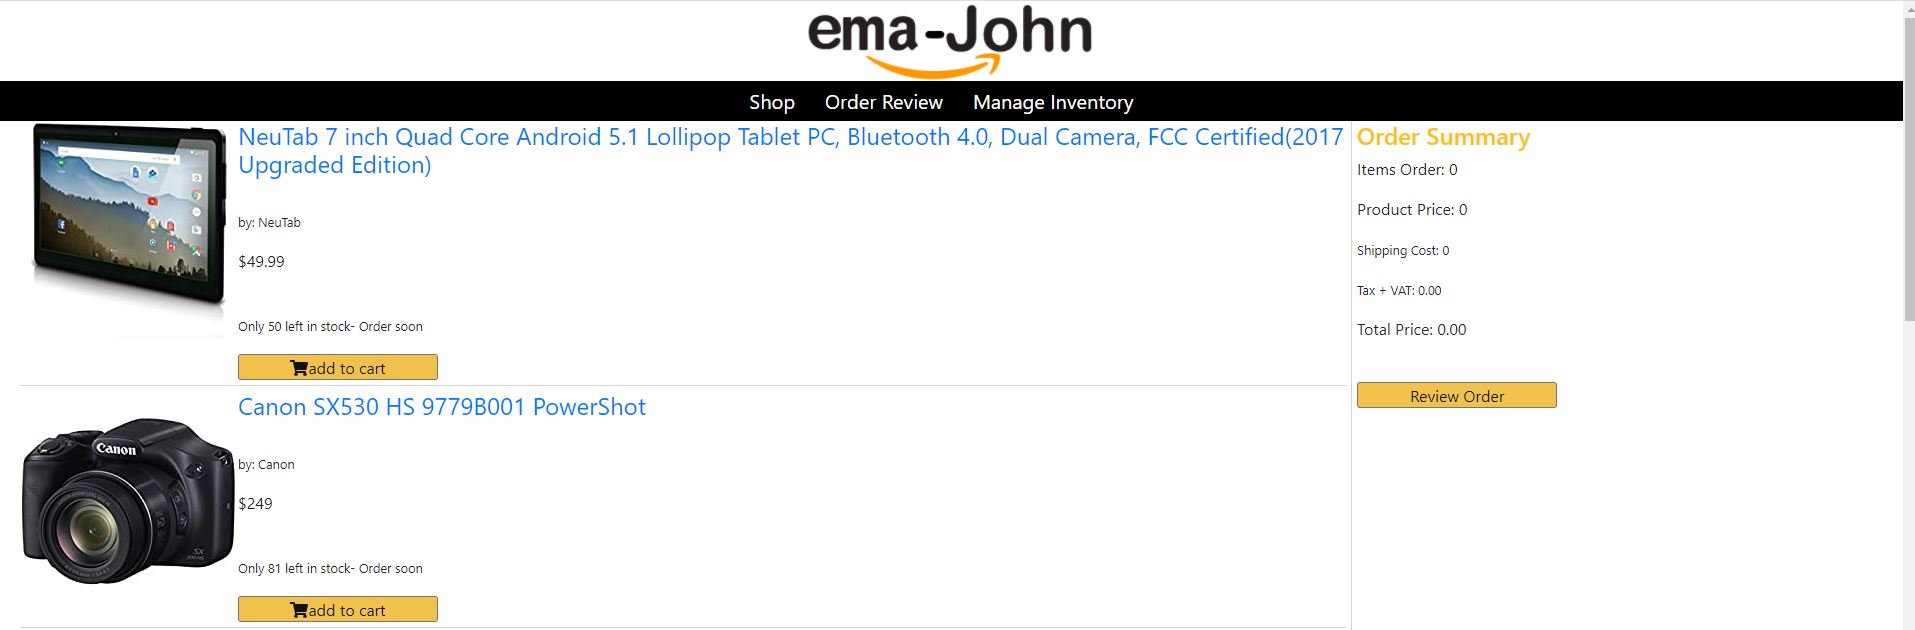 ema-John
Shop Order Review Manage Inventory
NeuTab 7 inch Quad Core Android 5.1 Lollipop Tablet PC, Bluetooth 4.0, Dual Camera, FCC Certified(2017
Upgraded Edition)
by: NeuTab
$49.99
Only 50 left in stock- Order soon
add to cart
Canon SX530 HS 9779B001 PowerShot
Canon
SX
by: Canon
$249
Only 81 left in stock- Order soon
add to cart
Order Summary
Items Order: 0
Product Price: 0
Shipping Cost: 0
Tax + VAT: 0.00
Total Price: 0.00
Review Order